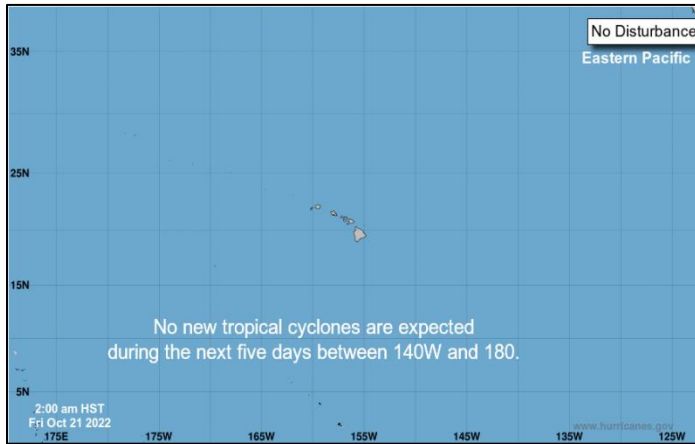 No Disturbance
Eastern Pacific
35N
25N
15N
No new tropical cyclones are expected
during the next five days between 140W and 180.
5N
2:00 am HST
Fri Oct 21 2022
www.hurricanes.gov
175E
175W
165W
155W
145W
135W
125W